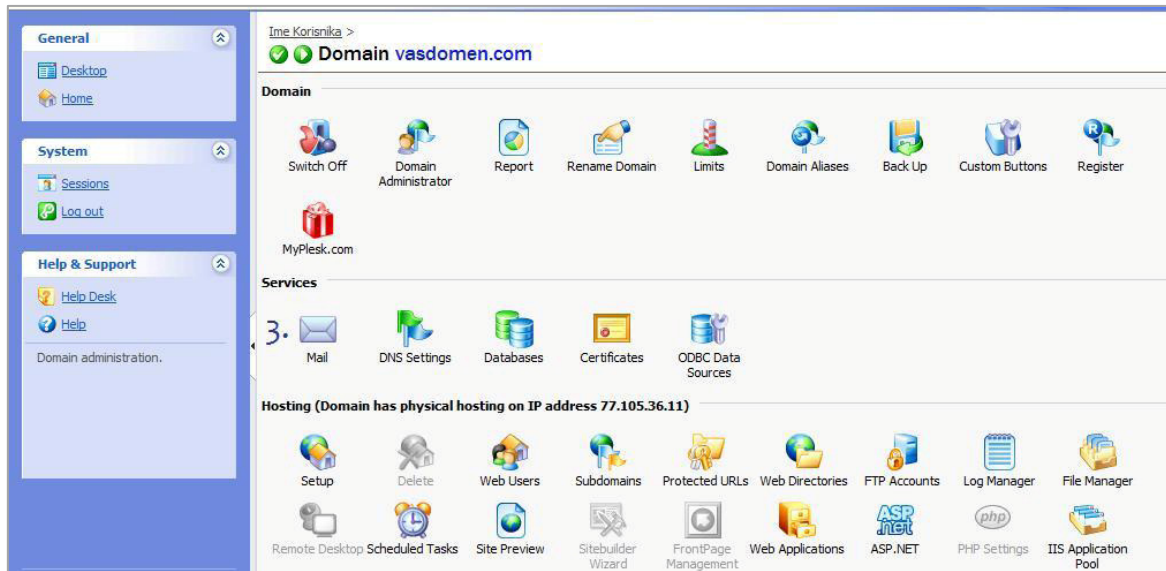 General
Desktop
Home
System
Sessions
Log out
Help & Support
Help Desk
Help
Domain administration.
Ime Korisnika >
Domain vasdomen.com
Domain
Switch Off
Domain
Administrator
Report
Rename Domain
Limits
Domain Aliases
Back Up
Custom Buttons
R
Register
MyPlesk.com
Services
3.
Mail
DNS Settings
Databases
Certificates
ODBC Data
Sources
Hosting (Domain has physical hosting on IP address 77.105.36.11)
Setup
Delete
Web Users
Subdomains
Protected URLs
Web Directories
FTP Accounts
Log Manager
File Manager
Remote Desktop
Scheduled Tasks
Site Preview
Sitebuilder
Wizard
FrontPage
Management
Web Applications
ASP
.net
ASP.NET
php
PHP Settings
IIS Application
Pool